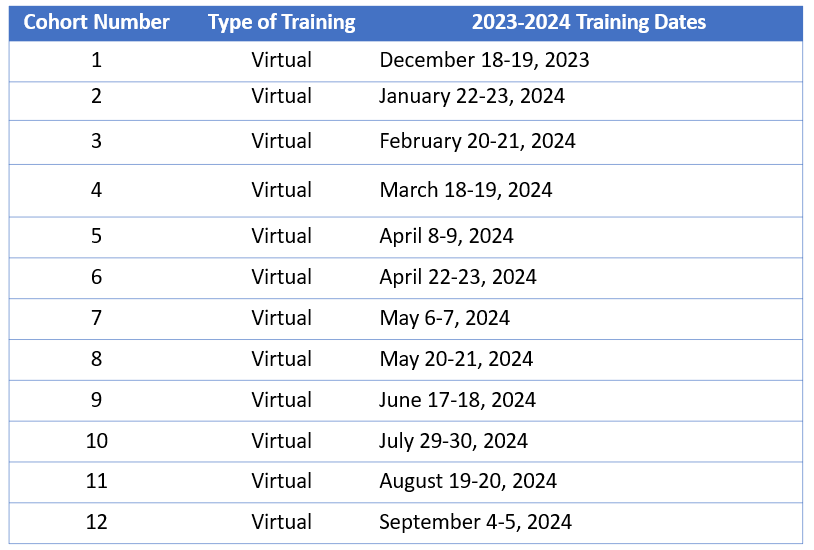 Cohort Number Type of Training 2023-2024 Training Dates
1 Virtual December 18-19, 2023
2 Virtual January 22-23, 2024
3 Virtual February 20-21, 2024
4 Virtual March 18-19, 2024
5 Virtual April 8-9, 2024
6 Virtual April 22-23, 2024
7 Virtual May 6-7, 2024
8 Virtual May 20-21, 2024
9 Virtual June 17-18, 2024
10 Virtual July 29-30, 2024
11 Virtual August 19-20, 2024
12 Virtual September 4-5, 2024